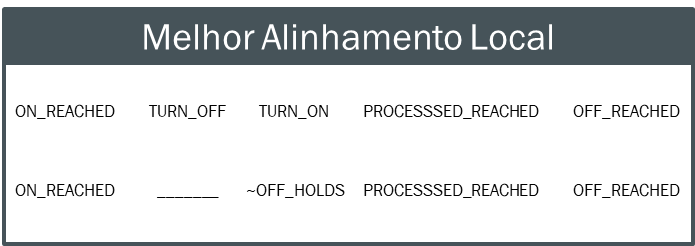 Melhor Alinhamento Local
ON_REACHED TURN_OFF TURN_ON PROCESSSED_REACHED OFF_REACHED
ON_REACHED _______ ~OFF_HOLDS PROCESSSED_REACHED OFF_REACHED